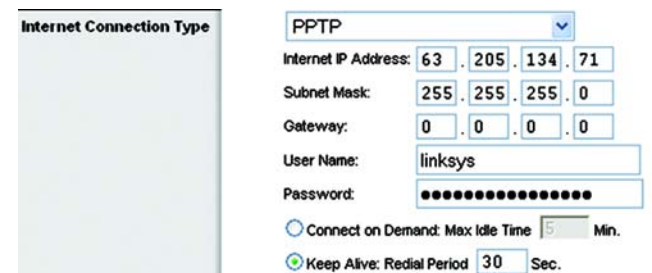 Internet Connection Type
PPTP
Internet IP Address: 63 . 205 . 134 . 71
Subnet Mask: 255 . 255 . 255 . 0
Gateway: 0 . 0 . 0 . 0
User Name: linksys
Password: ●●●●●●●●●●●●●●●●
Connect on Demand: Max Idle Time 5 Min.
Keep Alive: Redial Period 30 Sec.